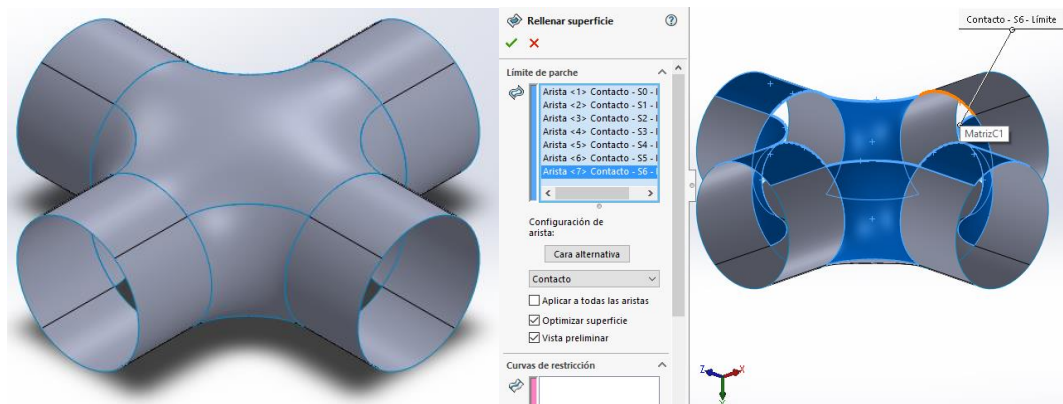 Rellenar superficie
Límite de parche
Arista <1> Contacto - S0 -
Arista <2> Contacto - S1 -
Arista <3> Contacto - S2 -
Arista <4> Contacto - S3 -
Arista <5> Contacto - S4 -
Arista <6> Contacto - S5 -
Arista <7> Contacto - S6 -
Configuración de
arista:
Cara alternativa
Contacto
Aplicar a todas las aristas
Optimizar superficie
Vista preliminar
Curvas de restricción
Contacto - S6 - Límite
MatrizC1
Z
X
Y